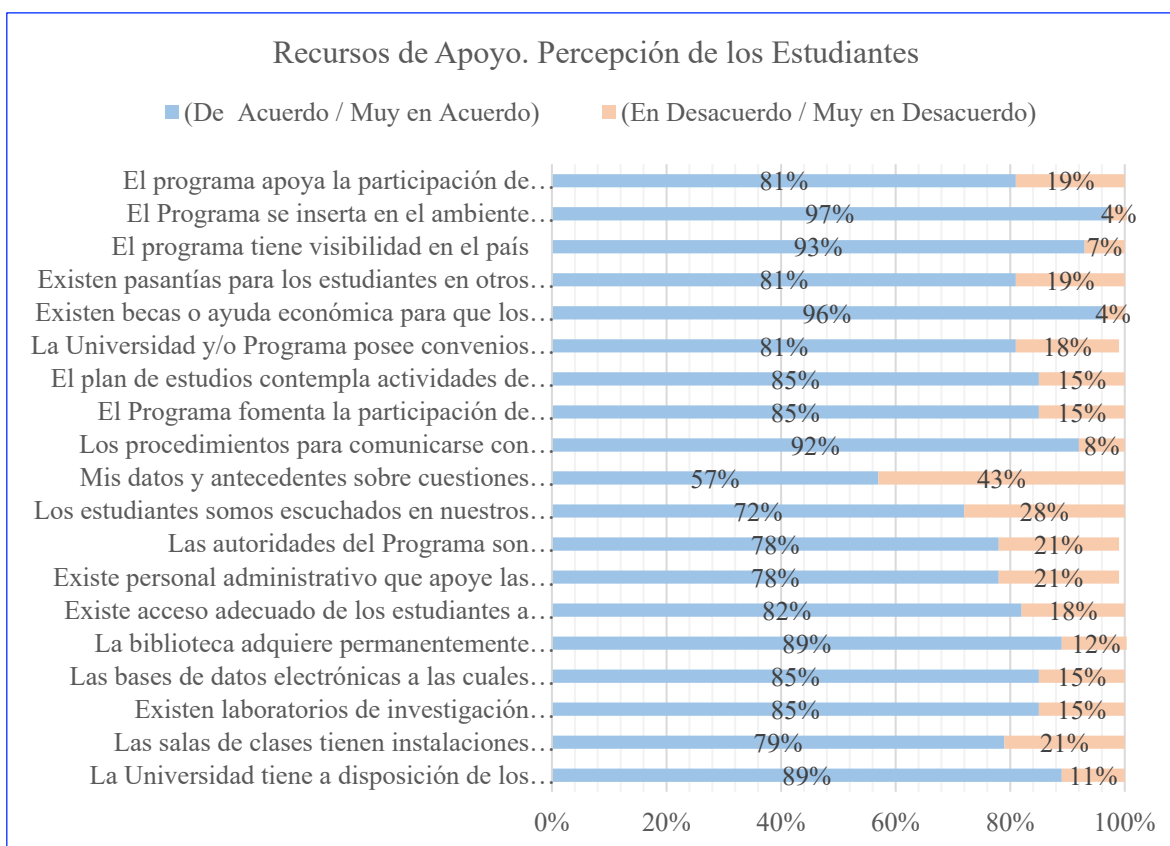 Recursos de Apoyo. Percepción de los Estudiantes
(De Acuerdo / Muy en Acuerdo) (En Desacuerdo / Muy en Desacuerdo)
El programa apoya la participación de… 81% 19%
El Programa se inserta en el ambiente… 97% 4%
El programa tiene visibilidad en el país 93% 7%
Existen pasantías para los estudiantes en otros… 81% 19%
Existen becas o ayuda económica para que los… 96% 4%
La Universidad y/o Programa posee convenios… 81% 18%
El plan de estudios contempla actividades de… 85% 15%
El Programa fomenta la participación de… 85% 15%
Los procedimientos para comunicarse con… 92% 8%
Mis datos y antecedentes sobre cuestiones… 57% 43%
Los estudiantes somos escuchados en nuestros… 72% 28%
Las autoridades del Programa son… 78% 21%
Existe personal administrativo que apoye las… 78% 21%
Existe acceso adecuado de los estudiantes a… 82% 18%
La biblioteca adquiere permanentemente… 89% 12%
Las bases de datos electrónicas a las cuales… 85% 15%
Existen laboratorios de investigación… 85% 15%
Las salas de clases tienen instalaciones… 79% 21%
La Universidad tiene a disposición de los… 89% 11%
0% 20% 40% 60% 80% 100%